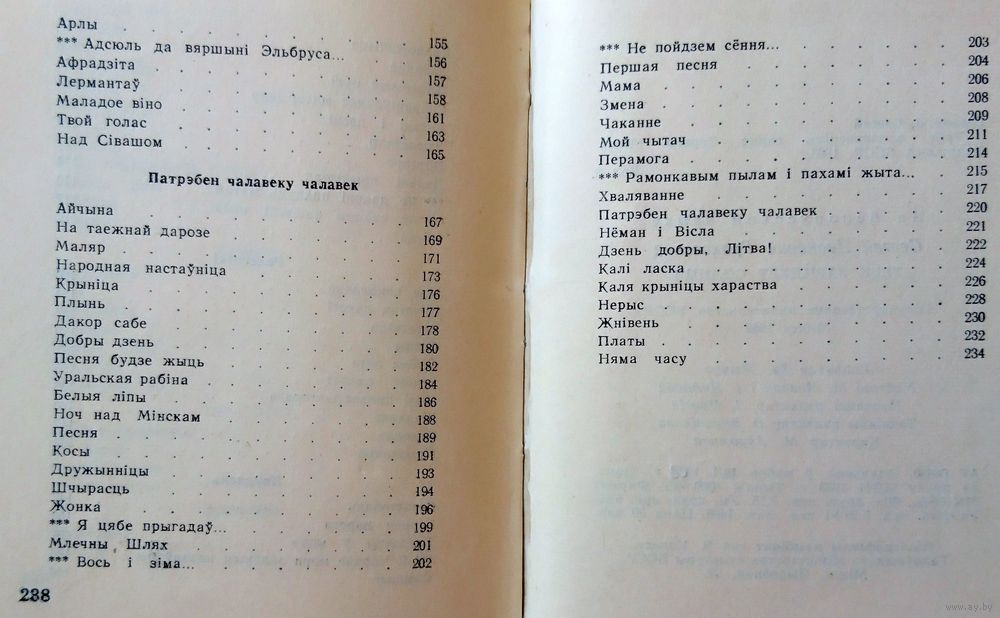 Арлы . . . . . . . . 155
*** Адсюль да вяршыні Эльбруса... . . . 156
Афрадзіта . . . . . . . . 157
Лермантаў . . . . . . . . 158
Маладое віно . . . . . . . 161
Твой голас . . . . . . . . 163
Над Сівашом . . . . . . . 165
Патрэбен чалавеку чалавек
Айчына . . . . . . . . 167
На таежнай дарозе . . . . . . 169
Маляр . . . . . . . . 171
Народная настаўніца . . . . . . 173
Крыніца . . . . . . . . 176
Плынь . . . . . . . . 177
Дакор сабе . . . . . . . . 178
Добры дзень . . . . . . . 180
Песня будзе жыць . . . . . . 182
Уральская рабіна . . . . . . 184
Белыя ліпы . . . . . . . 186
Ноч над Мінскам . . . . . . 188
Песня . . . . . . . . 189
Косы . . . . . . . . 191
Дружынніцы . . . . . . . 193
Шчырасць . . . . . . . 194
Жонка . . . . . . . . 196
*** Я цябе прыгадаў... . . . . . 199
Млечны Шлях . . . . . . . 201
*** Вось і зіма... . . . . . . 202
238
*** Не пойдзем сёння... . . . . . 203
Першая песня . . . . . . . 204
Мама . . . . . . . . 206
Змена . . . . . . . . 208
Чаканне . . . . . . . . 209
Мой чытач . . . . . . . 211
Перамога . . . . . . . . 214
*** Рамонкавым пылам і пахамі жыта... . 215
Хваляванне . . . . . . . 217
Патрэбен чалавеку чалавек . . . . 220
Нёман і Вісла . . . . . . . 221
Дзень добры, Літва! . . . . . . 222
Калі ласка . . . . . . . 224
Каля крыніцы хараства . . . . . 226
Нерыс . . . . . . . . 228
Жнівень . . . . . . . . 230
Платы . . . . . . . . 232
Няма часу . . . . . . . 234
www.ay.by